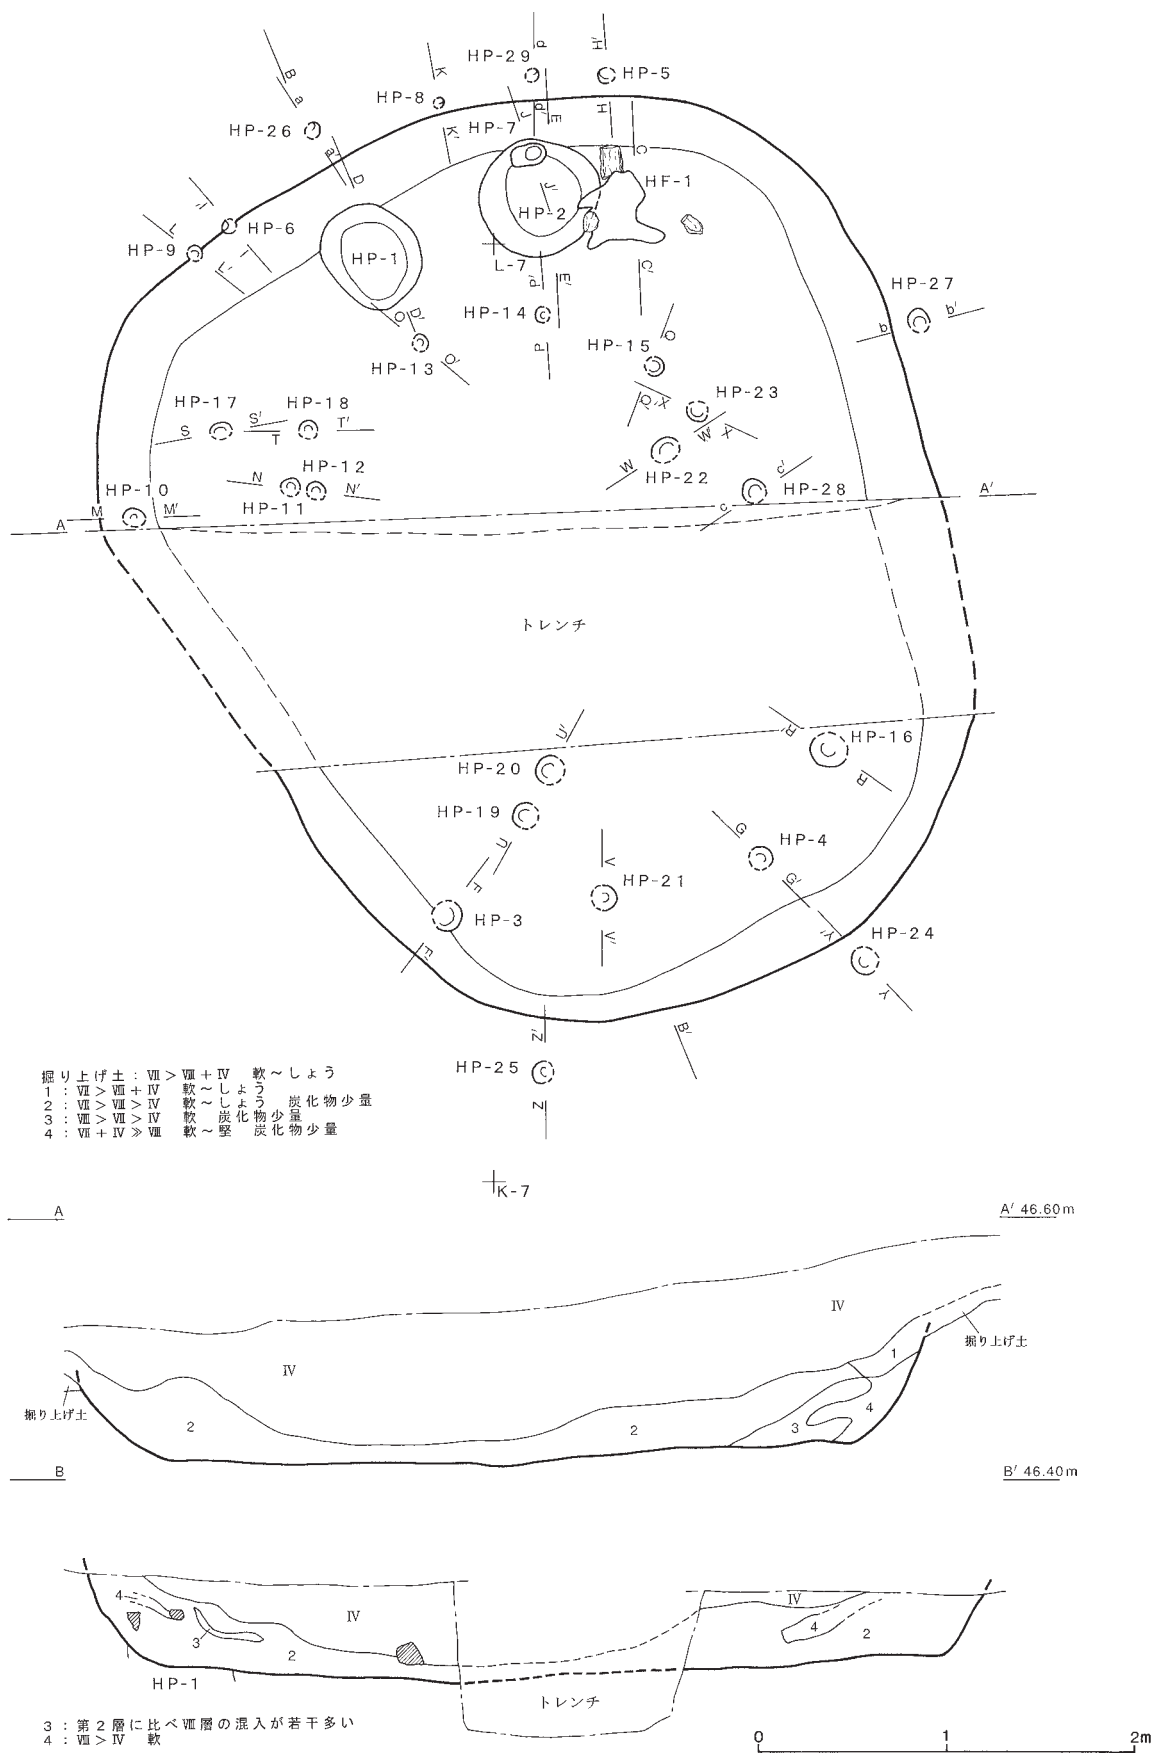 HP-29
HP-5
HP-8
HP-26
HP-7
HF-1
HP-2
HP-6
HP-9
HP-1
L-7
HP-27
HP-14
HP-15
HP-13
HP-23
HP-17
HP-18
HP-12
HP-22
HP-10
HP-11
HP-28
B a
a' D
K
K'
d
d' E
J
J'
H'
H
C
C'
I'
I
L
L'
O D'
O'
P'
E'
P
Q
Q'
X'
X
W'
W
b
b'
S
S'
T
T'
N
N'
M
M'
A
A'
c
c'
トレンチ
U'
R'
HP-16
R
HP-20
HP-19
U
G
HP-4
G'
F
V
HP-21
V'
HP-3
F'
Y'
HP-24
Y
Z'
B'
HP-25
Z
掘り上げ土:Ⅶ>Ⅷ+Ⅳ 軟~しょう
1:Ⅶ>Ⅷ+Ⅳ 軟~しょう
2:Ⅶ>Ⅷ>Ⅳ 軟~しょう 炭化物少量
3:Ⅷ>Ⅶ>Ⅳ 軟 炭化物少量
4:Ⅶ+Ⅳ≫Ⅷ 軟~堅 炭化物少量
K-7
A
A' 46.60m
Ⅳ
掘り上げ土
1
Ⅳ
4
掘り上げ土
2
2
3
B
B' 46.40m
4
Ⅳ
Ⅳ
3
2
4
2
HP-1
トレンチ
3:第2層に比べⅧ層の混入が若干多い
4:Ⅷ>Ⅳ 軟
0 1 2m